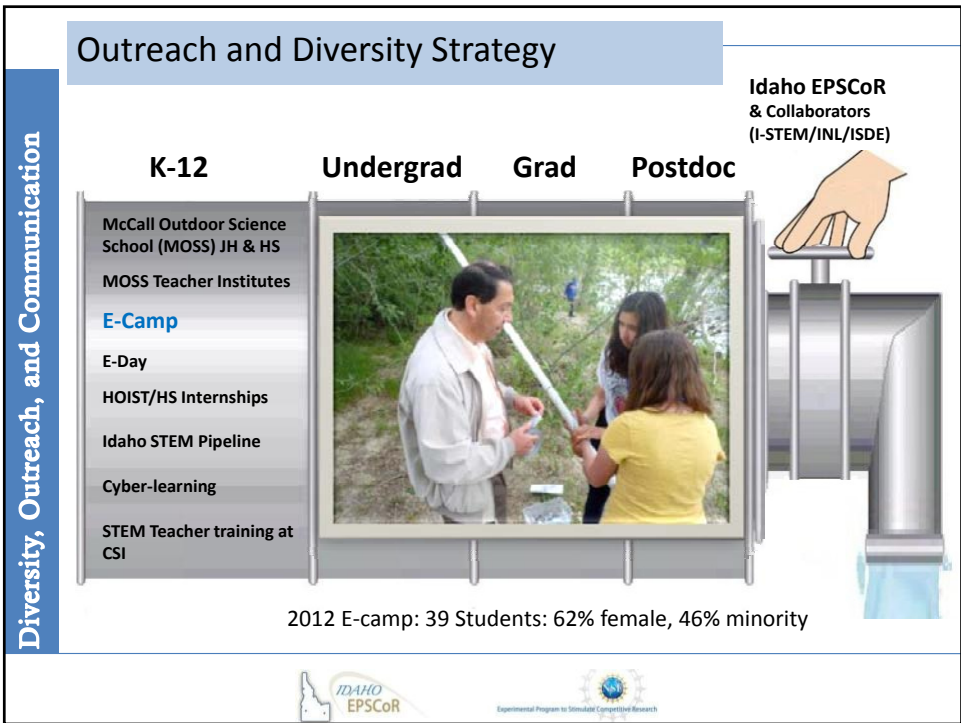 Outreach and Diversity Strategy
Diversity, Outreach, and Communication
Idaho EPSCoR
& Collaborators
(I-STEM/INL/ISDE)
K-12
Undergrad
Grad
Postdoc
McCall Outdoor Science
School (MOSS) JH & HS
MOSS Teacher Institutes
E-Camp
E-Day
HOIST/HS Internships
Idaho STEM Pipeline
Cyber-learning
STEM Teacher training at
CSI
2012 E-camp: 39 Students: 62% female, 46% minority
IDAHO
EPSCoR
NSF
Experimental Program to Stimulate Competitive Research